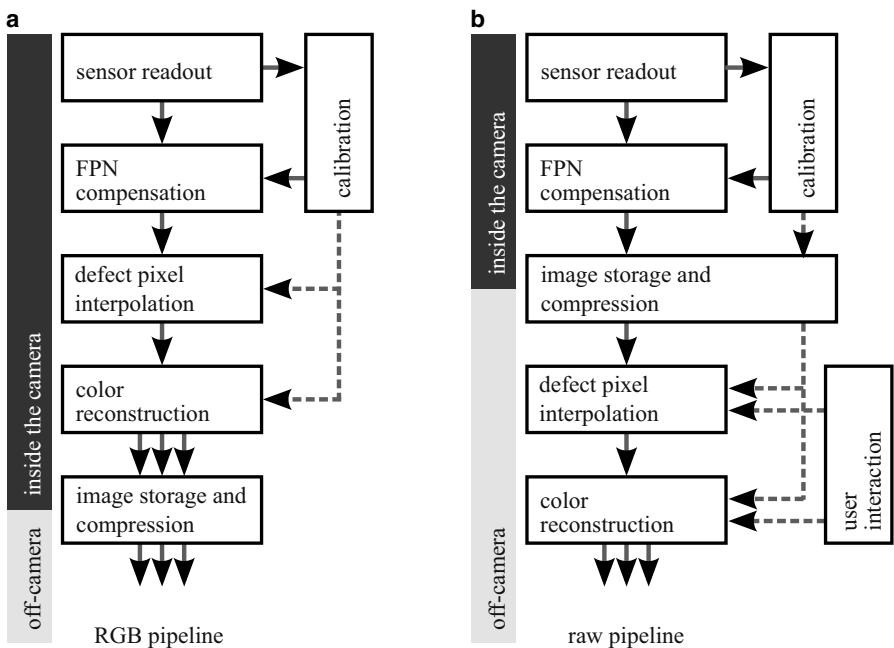 a
sensor readout
calibration
FPN
compensation
defect pixel
interpolation
color
reconstruction
image storage and
compression
inside the camera
off-camera
RGB pipeline
b
sensor readout
calibration
FPN
compensation
image storage and
compression
defect pixel
interpolation
color
reconstruction
user
interaction
inside the camera
off-camera
raw pipeline